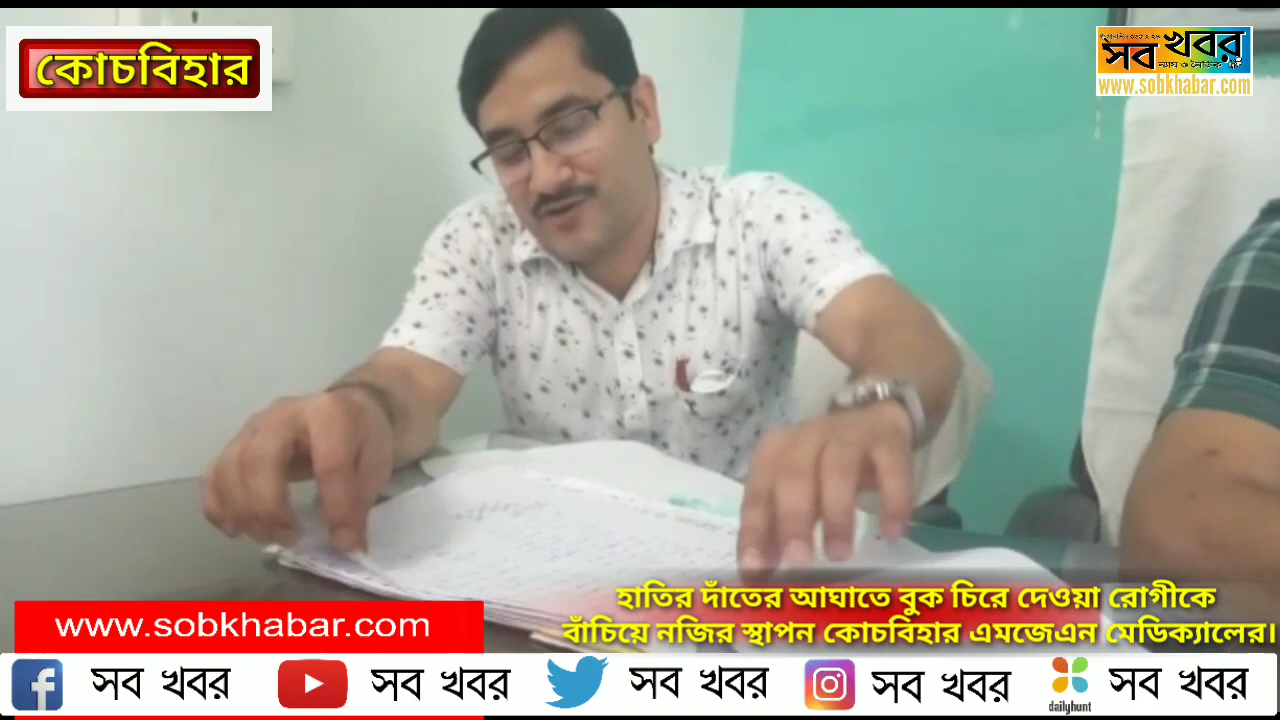 কোচবিহার
সব খবর
www.sobkhabar.com
হাতির দাঁতের আঘাতে বুক চিরে দেওয়া রোগীকে
বাঁচিয়ে নজির স্থাপন কোচবিহার এমজেএন মেডিক্যালের।
www.sobkhabar.com
সব খবর সব খবর সব খবর সব খবর সব খবর
dailyhunt